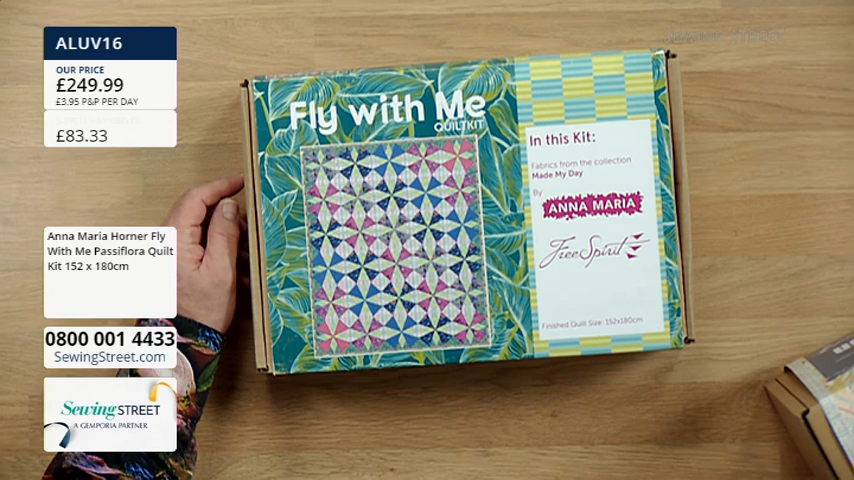 ALUV16
OUR PRICE
£249.99
£3.95 P&P PER DAY
£83.33
Anna Maria Horner Fly
With Me Passiflora Quilt
Kit 152 x 180cm
0800 001 4433
SewingStreet.com
Sewing STREET
A GEMPORIA PARTNER
Fly with Me
QUILT KIT
In this Kit:
Fabrics from the collection
Made My Day
By
ANNA MARIA
FreeSpirit
Finished Quilt Size: 152x180cm